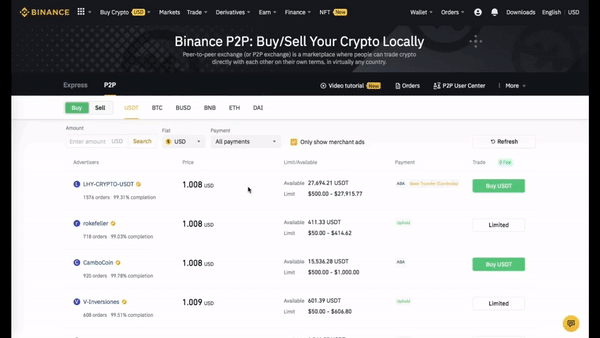 BINANCE Buy Crypto USD Markets Trade Derivatives Earn Finance NFT New Wallet Orders Downloads English | USD
Binance P2P: Buy/Sell Your Crypto Locally
Peer-to-peer exchange (or P2P exchange) is a marketplace where people can trade crypto
directly with each other on their own terms, in virtually any country.
Express P2P Video tutorial New Orders P2P User Center More
Buy Sell USDT BTC BUSD BNB ETH DAI
Amount Fiat Payment
Enter amount USD Search USD All payments Only show merchant ads Refresh
Advertisers Price Limit/Available Payment Trade 0 Fee
L LHY-CRYPTO-USDT 1.008 USD Available 27,694.21 USDT ABA Bank Transfer (Cambodia) Buy USDT
1576 orders 99.31% completion Limit $500.00 - $27,915.77
rokefeller 1.008 USD Available 411.33 USDT Uphold Limited
718 orders 99.03% completion Limit $50.00 - $414.62
C CamboCoin 1.008 USD Available 15,536.28 USDT ABA Buy USDT
920 orders 99.78% completion Limit $500.00 - $1,000.00
V V-Inversiones 1.009 USD Available 601.39 USDT Uphold Limited
608 orders 99.51% completion Limit $50.00 - $606.80